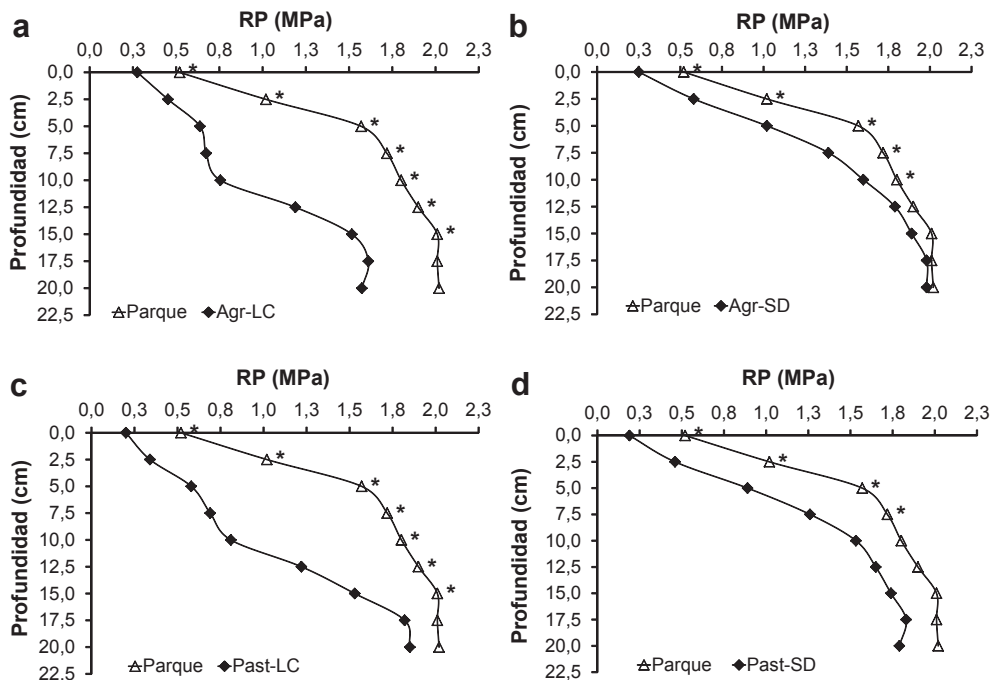 a
RP (MPa)
0,0 0,3 0,5 0,8 1,0 1,3 1,5 1,8 2,0 2,3
Profundidad (cm)
0,0
2,5
5,0
7,5
10,0
12,5
15,0
17,5
20,0
22,5
* * * * * * *
Parque Agr-LC
b
RP (MPa)
0,0 0,3 0,5 0,8 1,0 1,3 1,5 1,8 2,0 2,3
Profundidad (cm)
0,0
2,5
5,0
7,5
10,0
12,5
15,0
17,5
20,0
22,5
* * * * *
Parque Agr-SD
c
RP (MPa)
0,0 0,3 0,5 0,8 1,0 1,3 1,5 1,8 2,0 2,3
Profundidad (cm)
0,0
2,5
5,0
7,5
10,0
12,5
15,0
17,5
20,0
22,5
* * * * * * *
Parque Past-LC
d
RP (MPa)
0,0 0,3 0,5 0,8 1,0 1,3 1,5 1,8 2,0 2,3
Profundidad (cm)
0,0
2,5
5,0
7,5
10,0
12,5
15,0
17,5
20,0
22,5
* * * *
Parque Past-SD